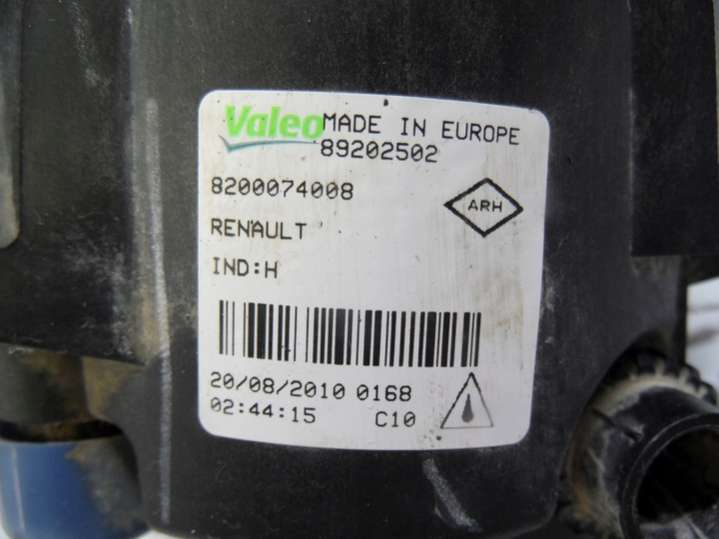 Valeo MADE IN EUROPE
89202502
8200074008
ARH
RENAULT
IND:H
20/08/2010 0168
02:44:15 C10